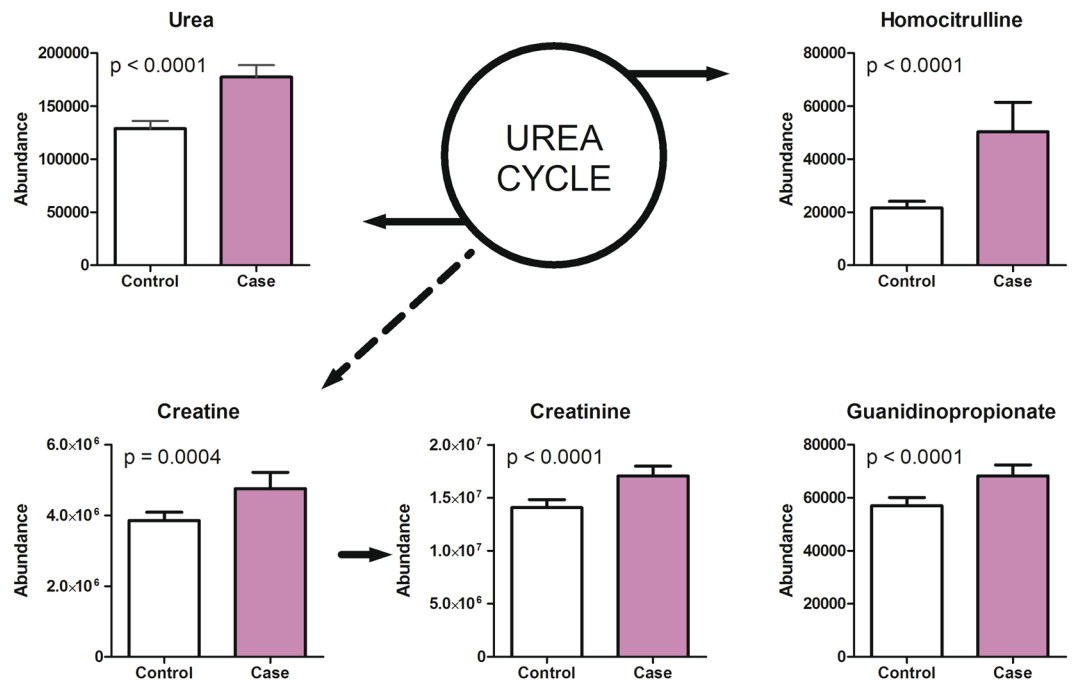 Urea
Homocitrulline
200000
150000
100000
50000
0
Abundance
p < 0.0001
Control
Case
UREA
CYCLE
80000
60000
40000
20000
0
Abundance
p < 0.0001
Control
Case
Creatine
6.0×10⁶
4.0×10⁶
2.0×10⁶
0
Abundance
p = 0.0004
Control
Case
Creatinine
2.0×10⁷
1.5×10⁷
1.0×10⁷
5.0×10⁶
0
Abundance
p < 0.0001
Control
Case
Guanidinopropionate
80000
60000
40000
20000
0
Abundance
p < 0.0001
Control
Case